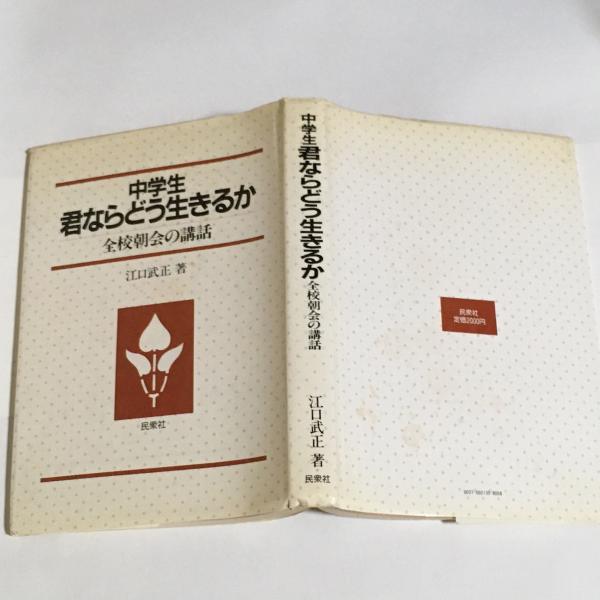 中学生
君ならどう生きるか
全校朝会の講話
江口武正 著
民衆社
中学生 君ならどう生きるか 全校朝会の講話 江口武正 著 民衆社
民衆社
定価2000円